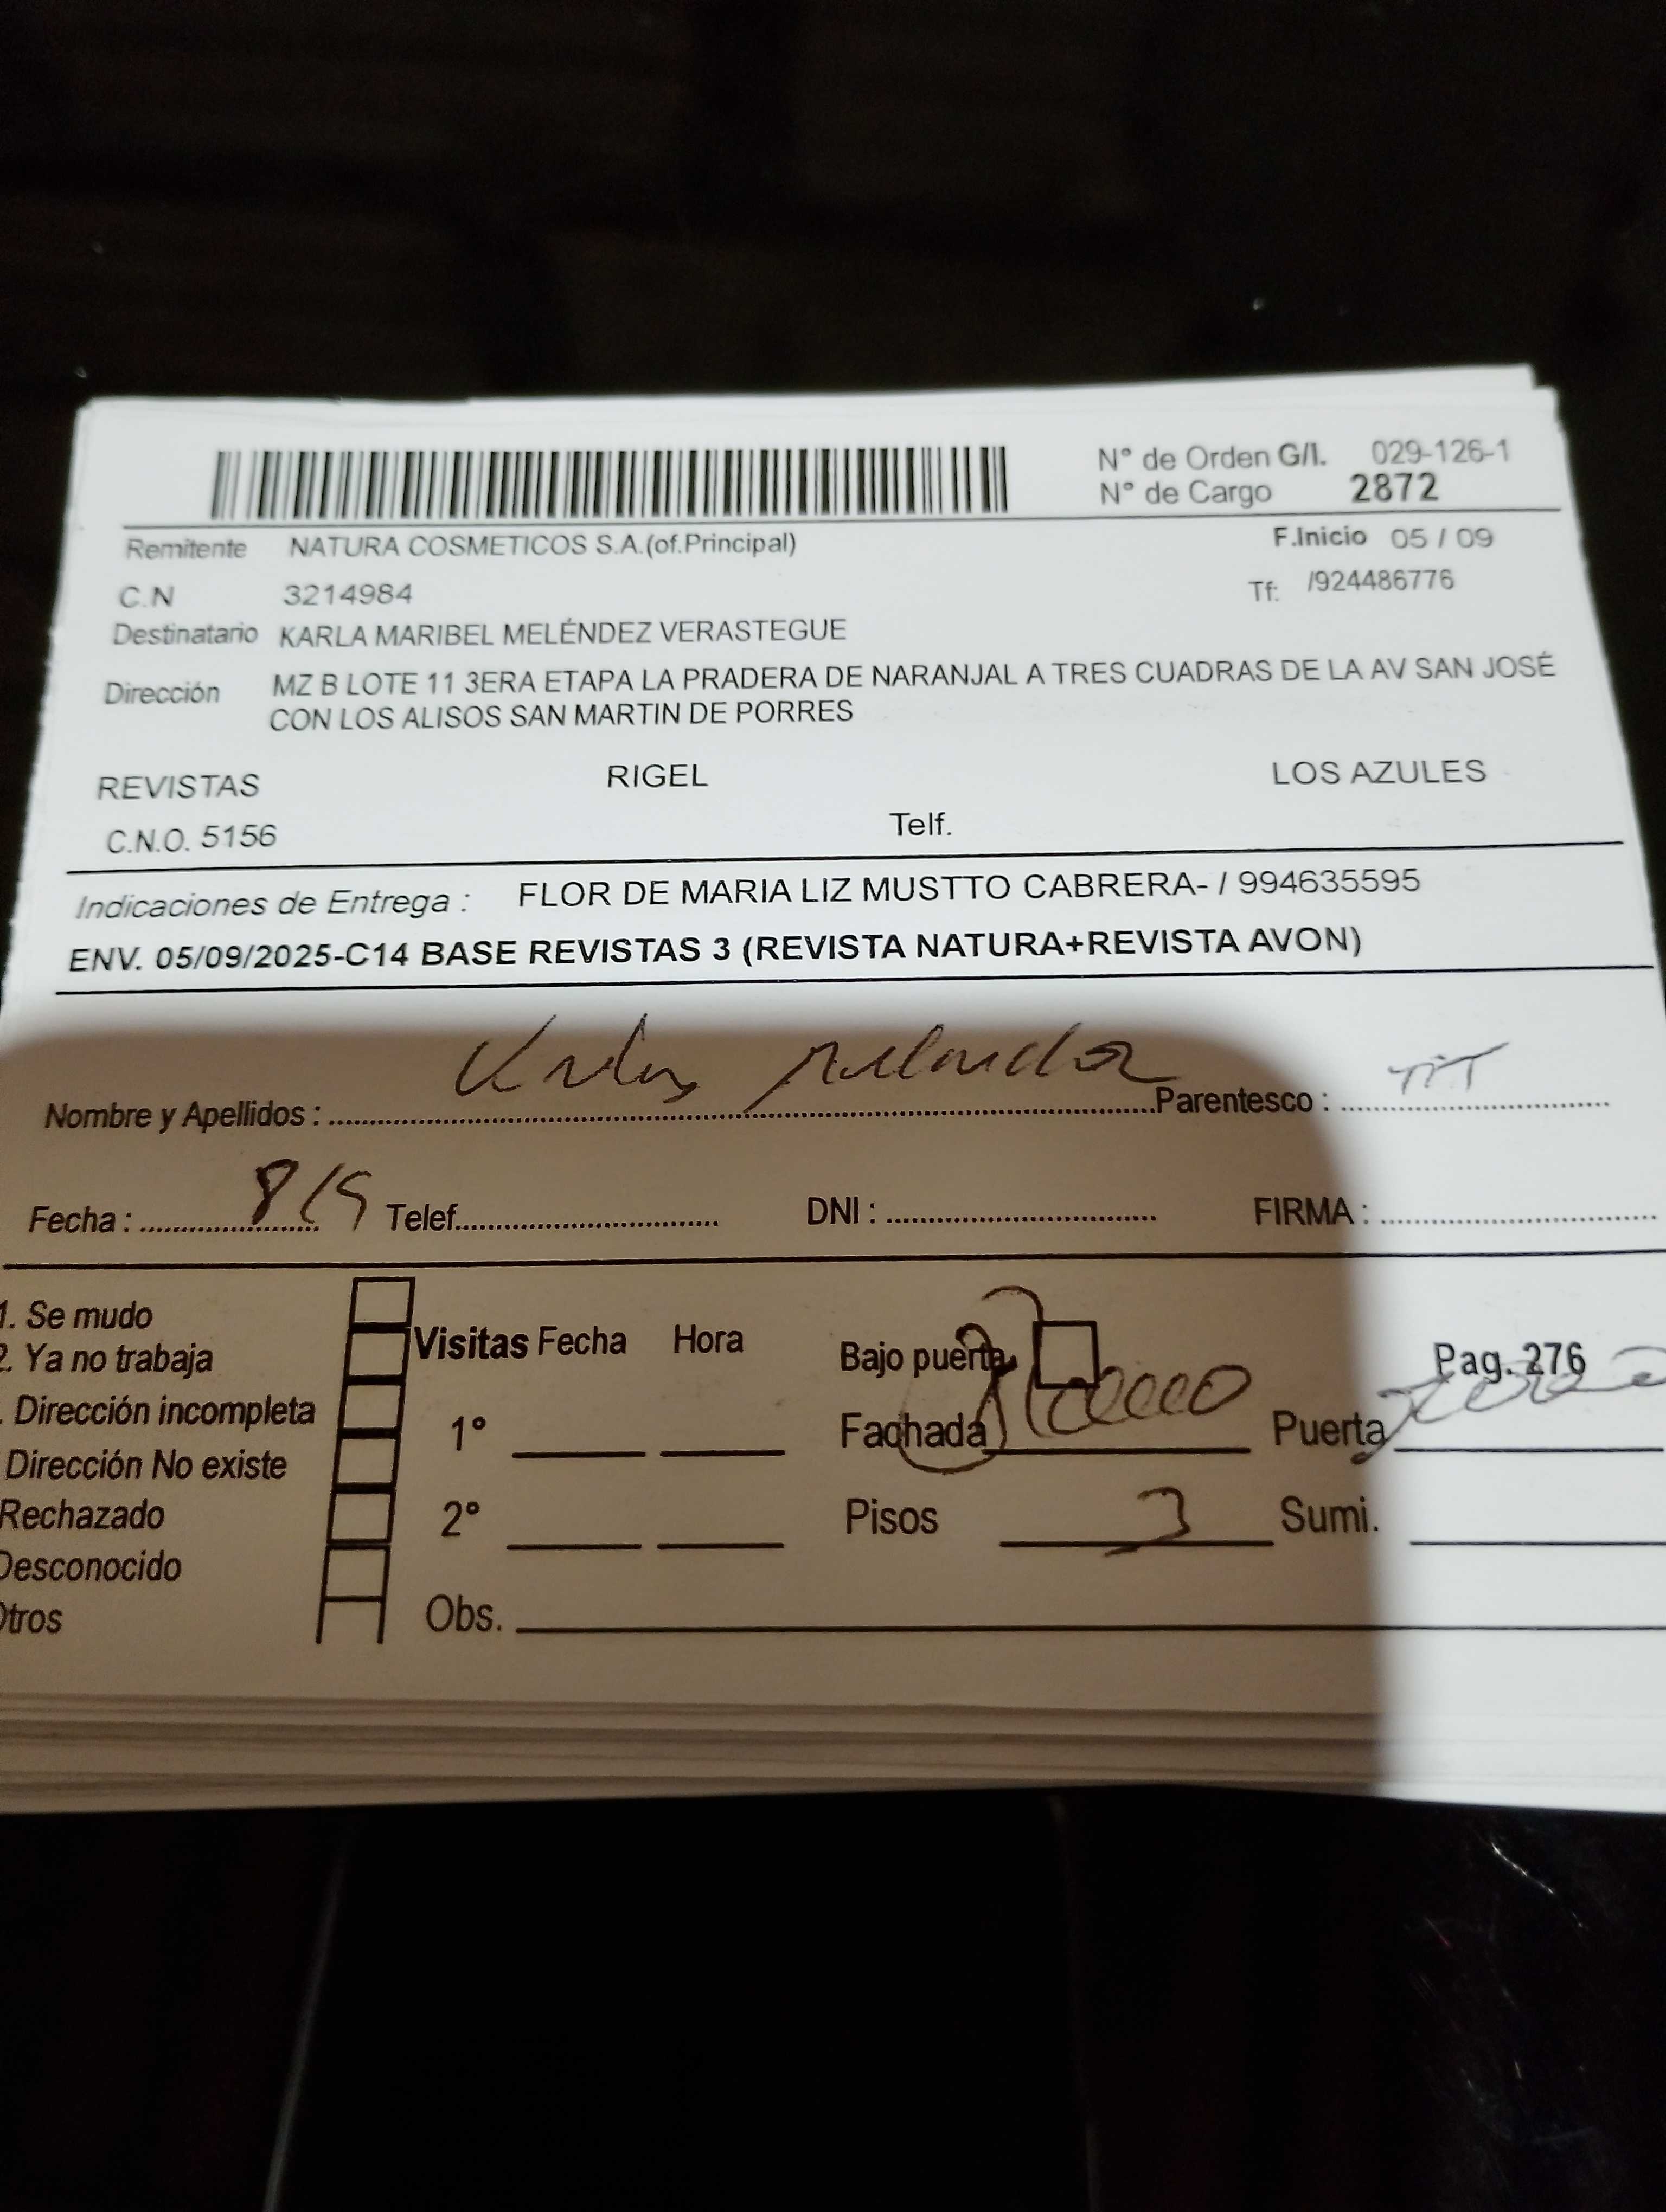 N° de Orden G/I. 029-126-1
N° de Cargo 2872
Remitente NATURA COSMETICOS S.A.(of.Principal) F.Inicio 05 / 09
C.N 3214984 Tf: /924486776
Destinatario KARLA MARIBEL MELÉNDEZ VERASTEGUE
Dirección MZ B LOTE 11 3ERA ETAPA LA PRADERA DE NARANJAL A TRES CUADRAS DE LA AV SAN JOSÉ
CON LOS ALISOS SAN MARTIN DE PORRES
REVISTAS RIGEL LOS AZULES
C.N.O. 5156 Telf.
Indicaciones de Entrega : FLOR DE MARIA LIZ MUSTTO CABRERA- / 994635595
ENV. 05/09/2025-C14 BASE REVISTAS 3 (REVISTA NATURA+REVISTA AVON)
Nombre y Apellidos : Parentesco : TIT
Fecha : 8/9 Telef. DNI : FIRMA :
1. Se mudo
2. Ya no trabaja
. Dirección incompleta
Dirección No existe
Rechazado
Desconocido
Otros
Visitas Fecha Hora
1°
2°
Obs.
Bajo puerta Pag. 276
Fachada Puerta
Pisos 3 Sumi.